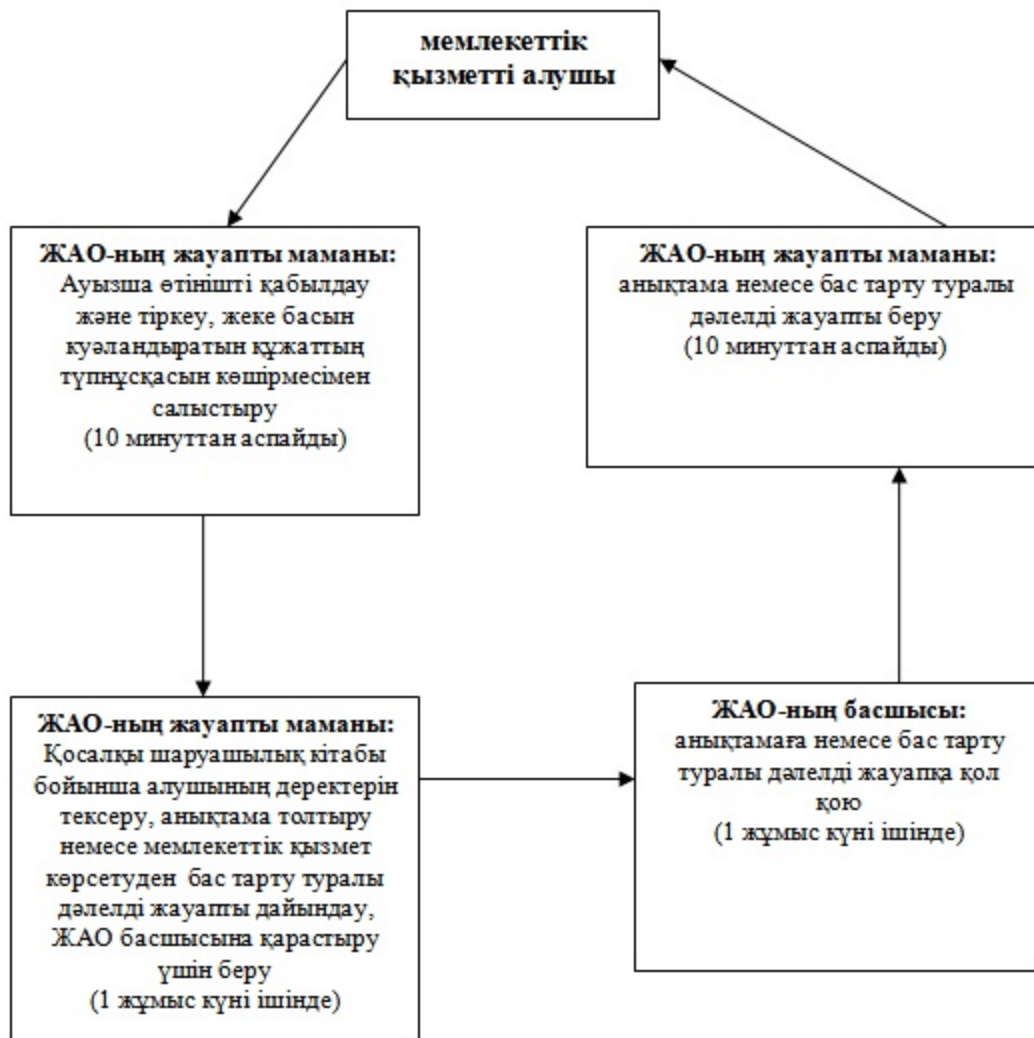 мемлекеттік
қызметті алушы
ЖАО-ның жауапты маманы:
Ауызша өтінішті қабылдау
және тіркеу, жеке басын
куәландыратын құжаттың
түпнұсқасын көшірмесімен
салыстыру
(10 минуттан аспайды)
ЖАО-ның жауапты маманы:
Қосалқы шаруашылық кітабы
бойынша алушының деректерін
тексеру, анықтама толтыру
немесе мемлекеттік қызмет
көрсетуден бас тарту туралы
дәлелді жауапты дайындау,
ЖАО басшысына қарастыру
үшін беру
(1 жұмыс күні ішінде)
ЖАО-ның басшысы:
анықтамаға немесе бас тарту
туралы дәлелді жауапқа қол
қою
(1 жұмыс күні ішінде)
ЖАО-ның жауапты маманы:
анықтама немесе бас тарту туралы
дәлелді жауапты беру
(10 минуттан аспайды)